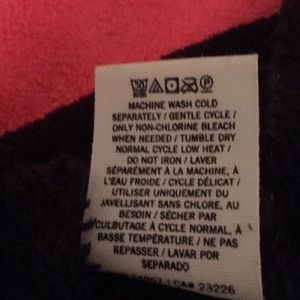 MACHINE WASH COLD
SEPARATELY / GENTLE CYCLE /
ONLY NON-CHLORINE BLEACH
WHEN NEEDED / TUMBLE DRY
NORMAL CYCLE LOW HEAT /
DO NOT IRON / LAVER
SÉPARÉMENT À LA MACHINE, À
L'EAU FROIDE / CYCLE DÉLICAT /
UTILISER UNIQUEMENT DU
JAVELLISANT SANS CHLORE, AU
BESOIN / SÉCHER PAR
CULBUTAGE À CYCLE NORMAL, À
BASSE TEMPÉRATURE / NE PAS
REPASSER / LAVAR POR
SEPARADO
/ CA# 23226